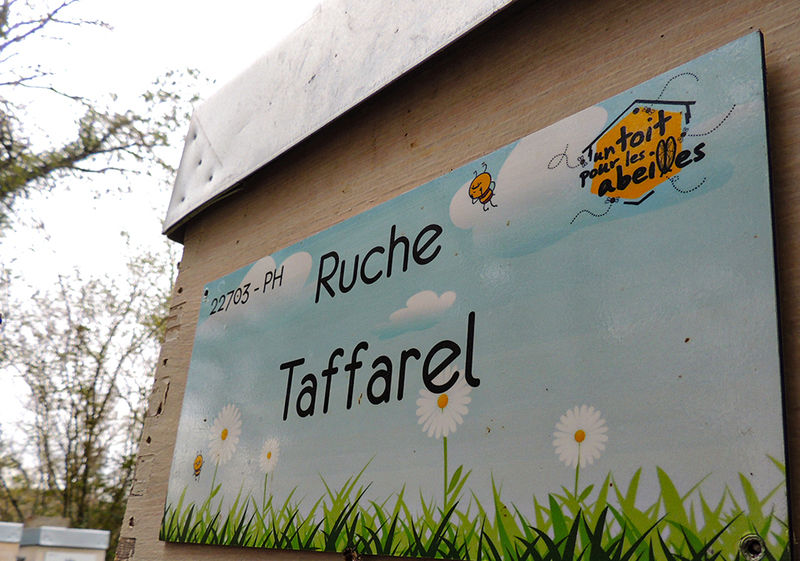 un toit
pour les
abeilles
22703 - PH
Ruche
Taffarel